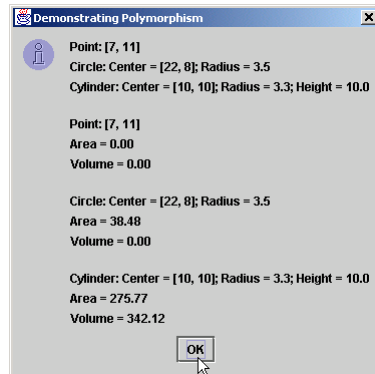 Demonstrating Polymorphism
Point: [7, 11]
Circle: Center = [22, 8]; Radius = 3.5
Cylinder: Center = [10, 10]; Radius = 3.3; Height = 10.0
Point: [7, 11]
Area = 0.00
Volume = 0.00
Circle: Center = [22, 8]; Radius = 3.5
Area = 38.48
Volume = 0.00
Cylinder: Center = [10, 10]; Radius = 3.3; Height = 10.0
Area = 275.77
Volume = 342.12
OK